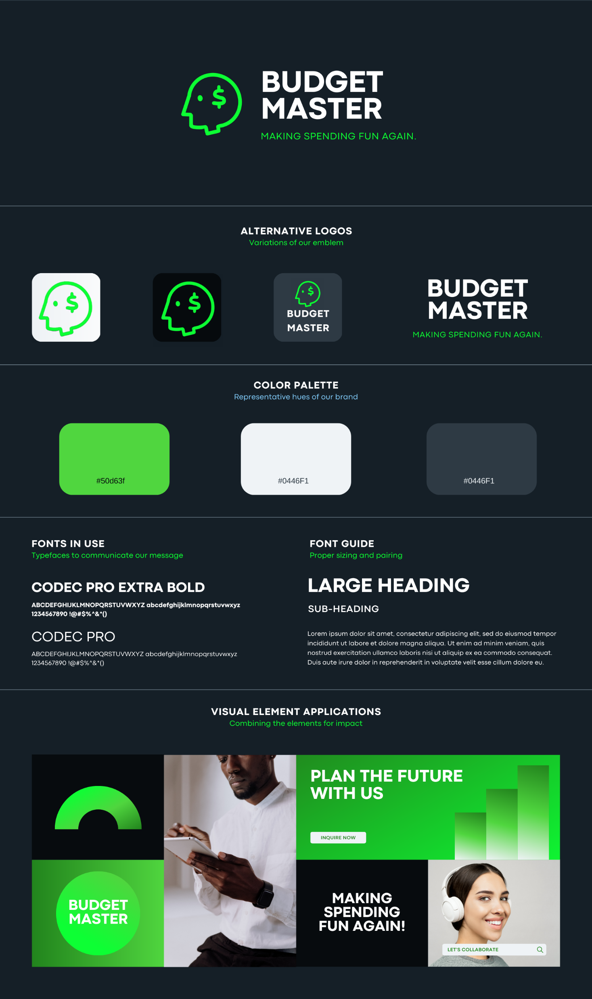 BUDGET
MASTER
MAKING SPENDING FUN AGAIN.
ALTERNATIVE LOGOS
Variations of our emblem
$
$
$
$
BUDGET
MASTER
BUDGET
MASTER
MAKING SPENDING FUN AGAIN.
COLOR PALETTE
Representative hues of our brand
#50d63f
#0446F1
#0446F1
FONTS IN USE
Typefaces to communicate our message
CODEC PRO EXTRA BOLD
ABCDEFGHIJKLMNOPQRSTUVWXYZ abcdefghijklmnopqrstuvwxyz
1234567890 !@#$%^&*()
CODEC PRO
ABCDEFGHIJKLMNOPQRSTUVWXYZ abcdefghijklmnopqrstuvwxyz
1234567890 !@#$%^&*()
FONT GUIDE
Proper sizing and pairing
LARGE HEADING
SUB-HEADING
Lorem ipsum dolor sit amet, consectetur adipiscing elit, sed do eiusmod tempor
incididunt ut labore et dolore magna aliqua. Ut enim ad minim veniam, quis
nostrud exercitation ullamco laboris nisi ut aliquip ex ea commodo consequat.
Duis aute irure dolor in reprehenderit in voluptate velit esse cillum dolore eu.
VISUAL ELEMENT APPLICATIONS
Combining the elements for impact
PLAN THE FUTURE
WITH US
INQUIRE NOW
BUDGET
MASTER
MAKING
SPENDING
FUN AGAIN!
LET'S COLLABORATE